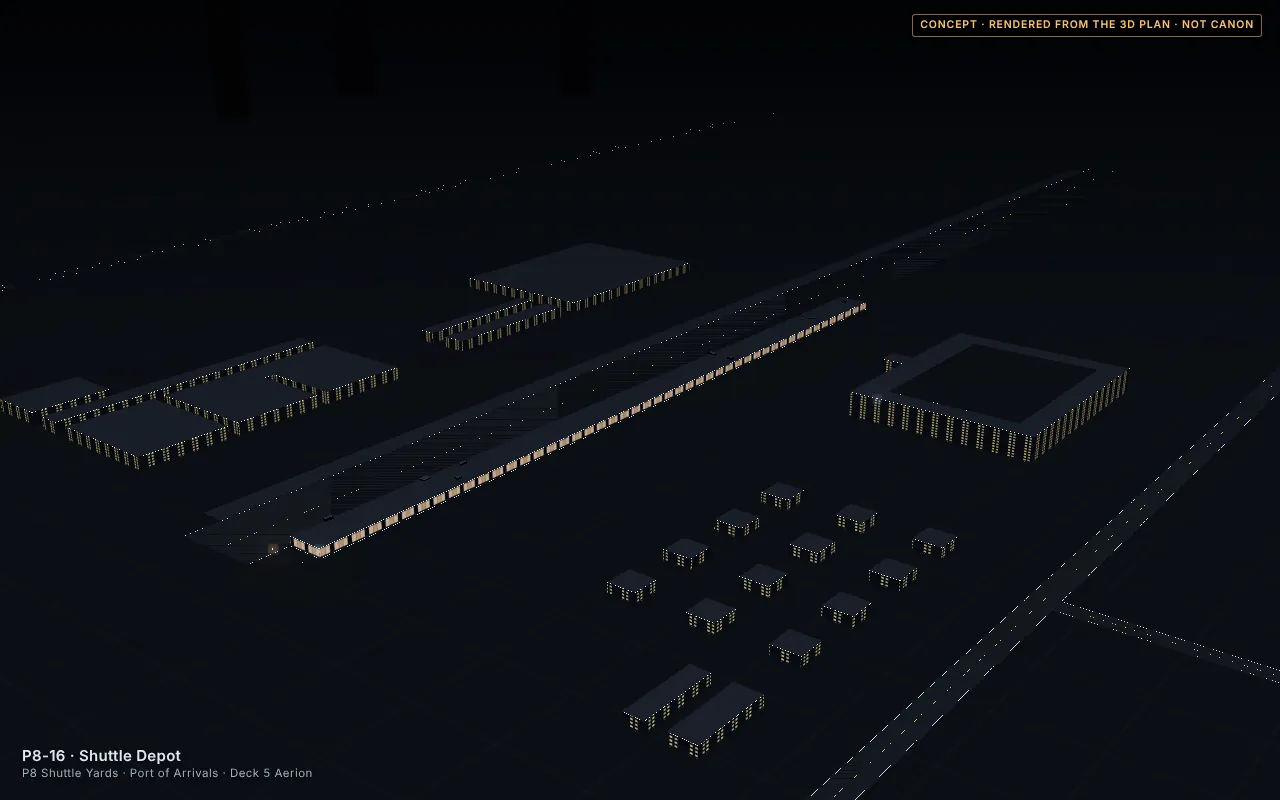 CONCEPT · RENDERED FROM THE 3D PLAN · NOT CANON
P8-16 · Shuttle Depot
P8 Shuttle Yards · Port of Arrivals · Deck 5 Aerion